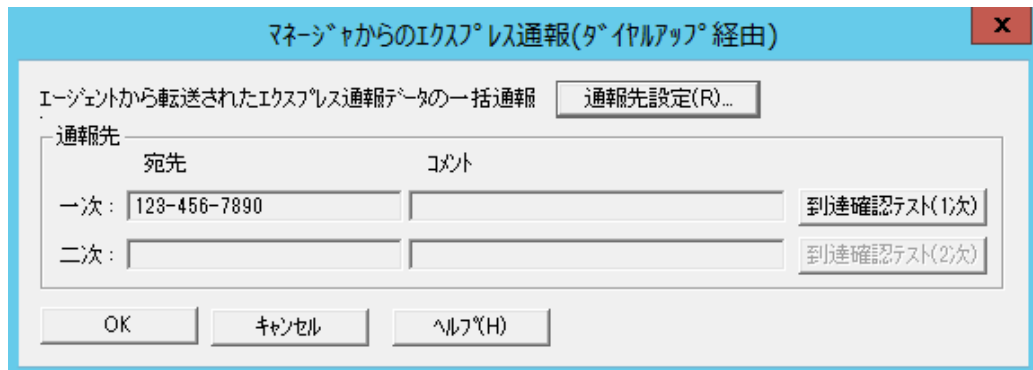 ﾏﾈｰｼﾞｬからのｴｸｽﾌﾟﾚｽ通報(ﾀﾞｲﾔﾙｱｯﾌﾟ経由)
x
ｴｰｼﾞｪﾝﾄから転送されたｴｸｽﾌﾟﾚｽ通報ﾃﾞｰﾀの一括通報 通報先設定(R)...
通報先
宛先 ｺﾒﾝﾄ
一次： 123-456-7890 到達確認ﾃｽﾄ(1次)
二次： 到達確認ﾃｽﾄ(2次)
OK ｷｬﾝｾﾙ ﾍﾙﾌﾟ(H)